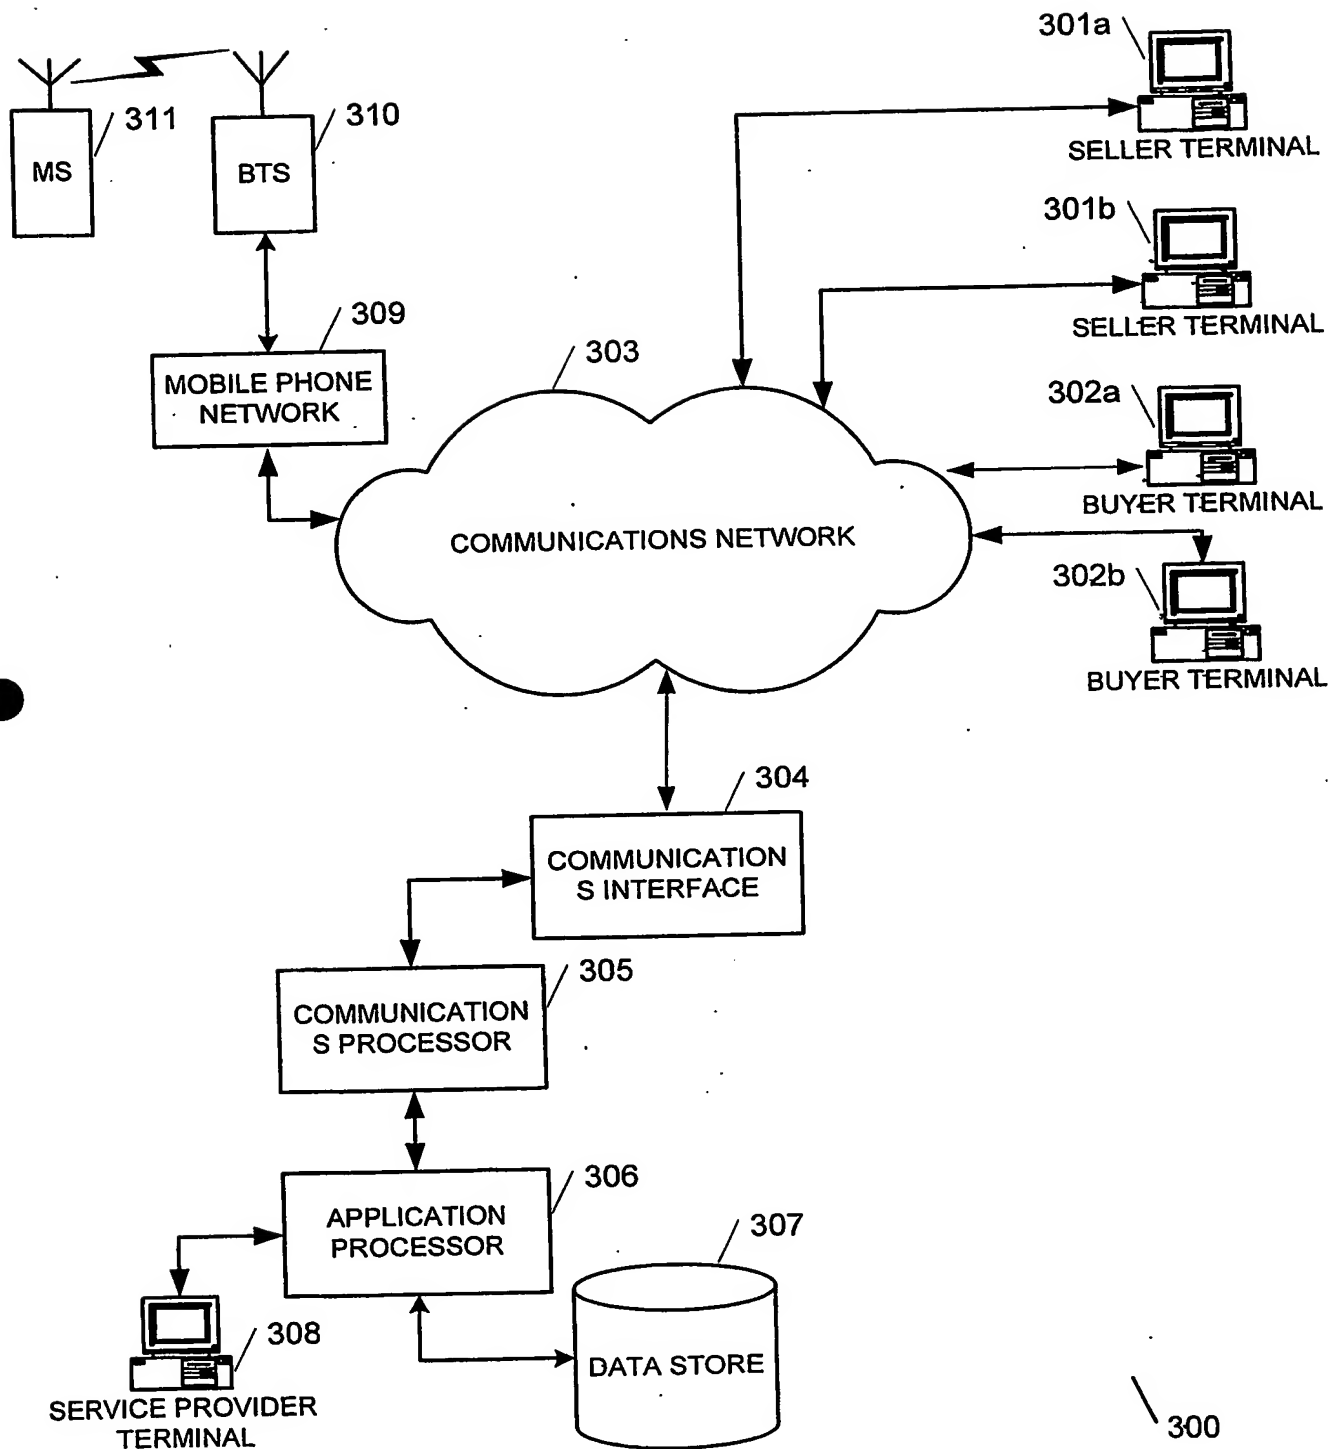 301a
SELLER TERMINAL
311
310
MS
BTS
301b
SELLER TERMINAL
309
MOBILE PHONE
NETWORK
303
302a
BUYER TERMINAL
COMMUNICATIONS NETWORK
302b
BUYER TERMINAL
304
COMMUNICATION
S INTERFACE
305
COMMUNICATION
S PROCESSOR
306
APPLICATION
PROCESSOR
307
DATA STORE
308
SERVICE PROVIDER
TERMINAL
300